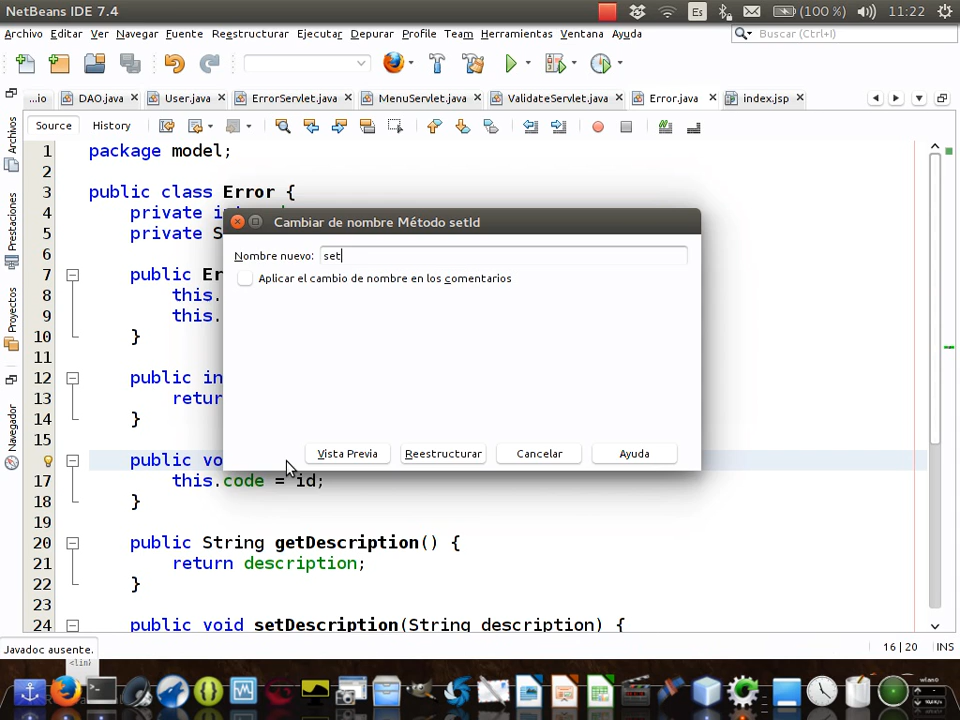 NetBeans IDE 7.4
Es
(100 %)
11:22
Archivo Editar Ver Navegar Fuente Reestructurar Ejecutar Depurar Profile Team Herramientas Ventana Ayuda
Buscar (Ctrl+I)
...io DAO.java User.java ErrorServlet.java MenuServlet.java ValidateServlet.java Error.java index.jsp
Source History
Archivos
Prestaciones
Proyectos
Navegador
1 package model;
2
3 public class Error {
4 private
5 private S
6
7 public Er
8 this.
9 this.
10 }
11
12 public in
13 retur
14 }
15
public vo
17 this.code = id;
18 }
19
20 public String getDescription() {
21 return description;
22 }
23
24 public void setDescription(String description) {
Cambiar de nombre Método setId
Nombre nuevo: set
Aplicar el cambio de nombre en los comentarios
Vista Previa Reestructurar Cancelar Ayuda
Javadoc ausente.
16 | 20 INS
<lin>
wlan0